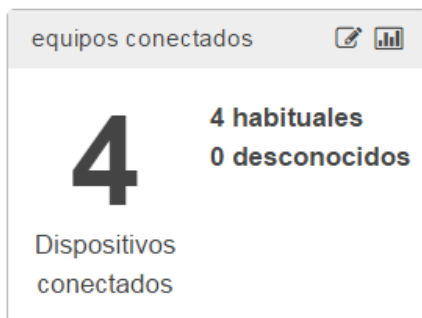 equipos conectados
4
4 habituales
0 desconocidos
Dispositivos
conectados